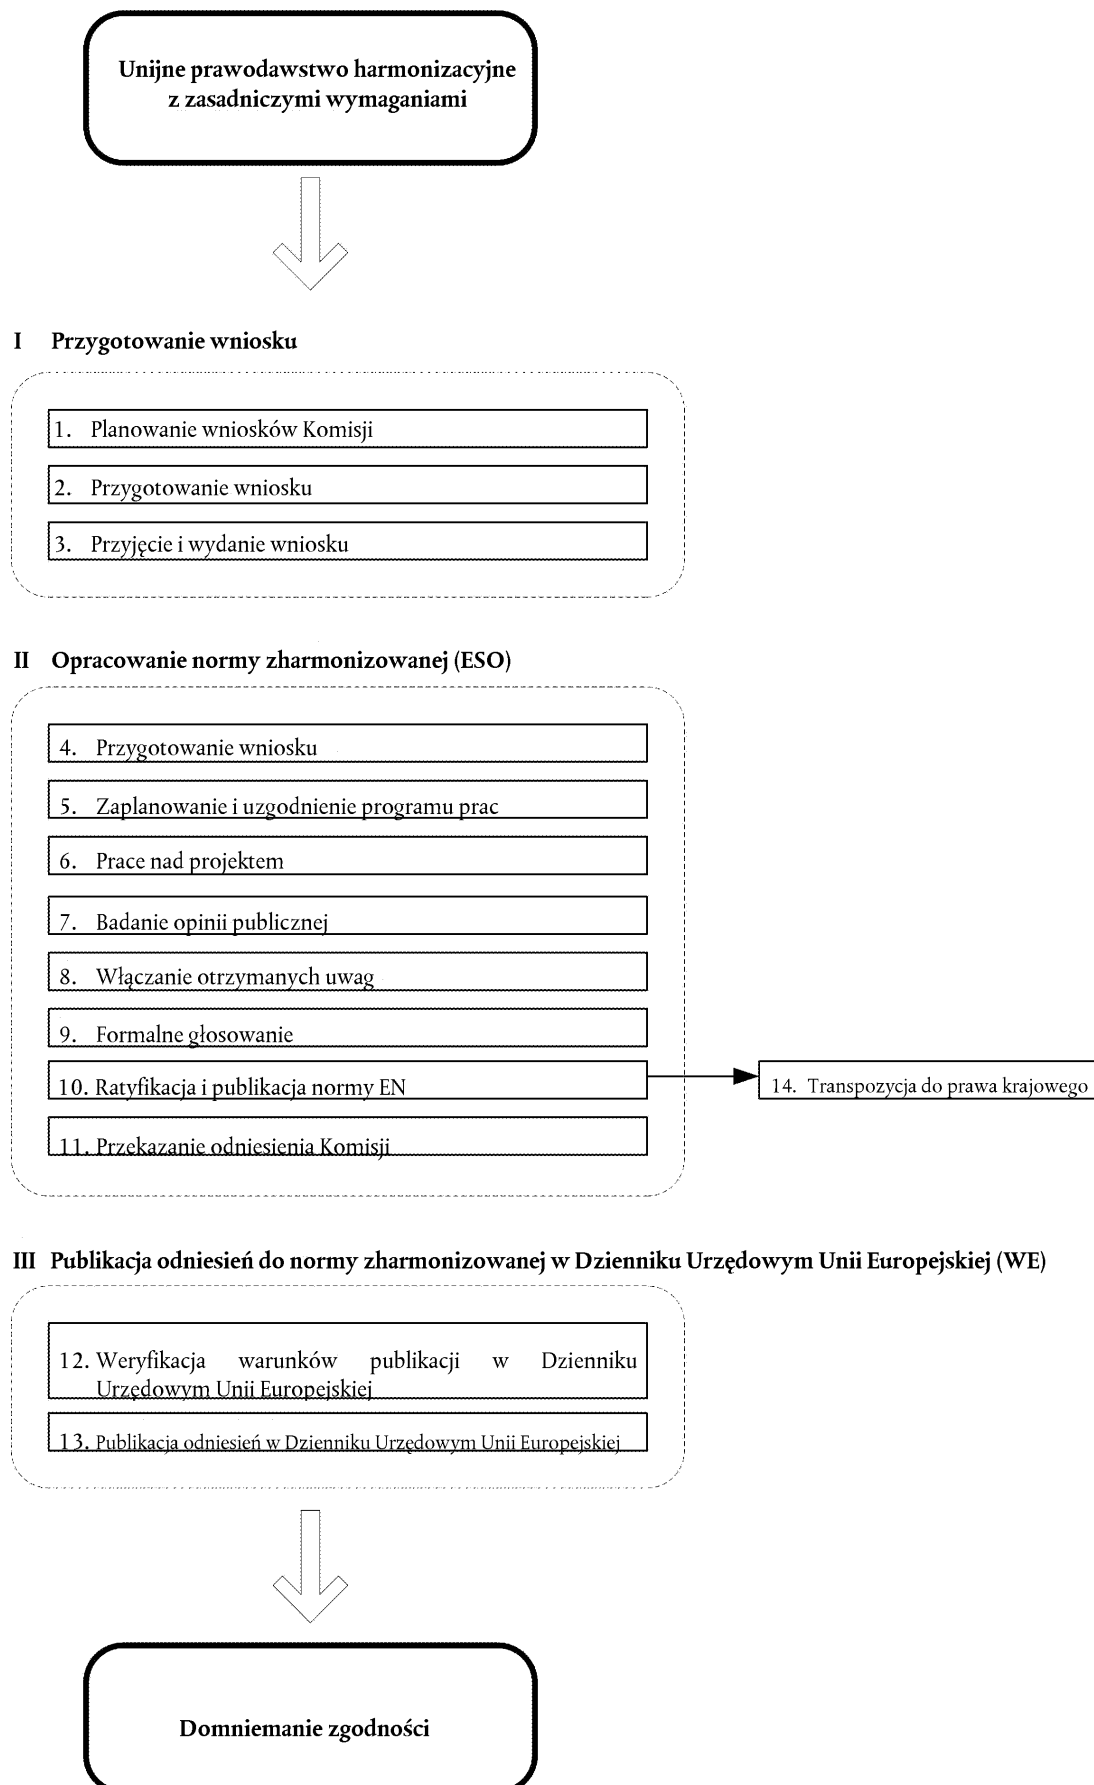 Unijne prawodawstwo harmonizacyjne
z zasadniczymi wymaganiami
I Przygotowanie wniosku
1. Planowanie wniosków Komisji
2. Przygotowanie wniosku
3. Przyjęcie i wydanie wniosku
II Opracowanie normy zharmonizowanej (ESO)
4. Przygotowanie wniosku
5. Zaplanowanie i uzgodnienie programu prac
6. Prace nad projektem
7. Badanie opinii publicznej
8. Włączanie otrzymanych uwag
9. Formalne głosowanie
10. Ratyfikacja i publikacja normy EN
14. Transpozycja do prawa krajowego
11. Przekazanie odniesienia Komisji
III Publikacja odniesień do normy zharmonizowanej w Dzienniku Urzędowym Unii Europejskiej (WE)
12. Weryfikacja warunków publikacji w Dzienniku
Urzędowym Unii Europejskiej
13. Publikacja odniesień w Dzienniku Urzędowym Unii Europejskiej
Domniemanie zgodności